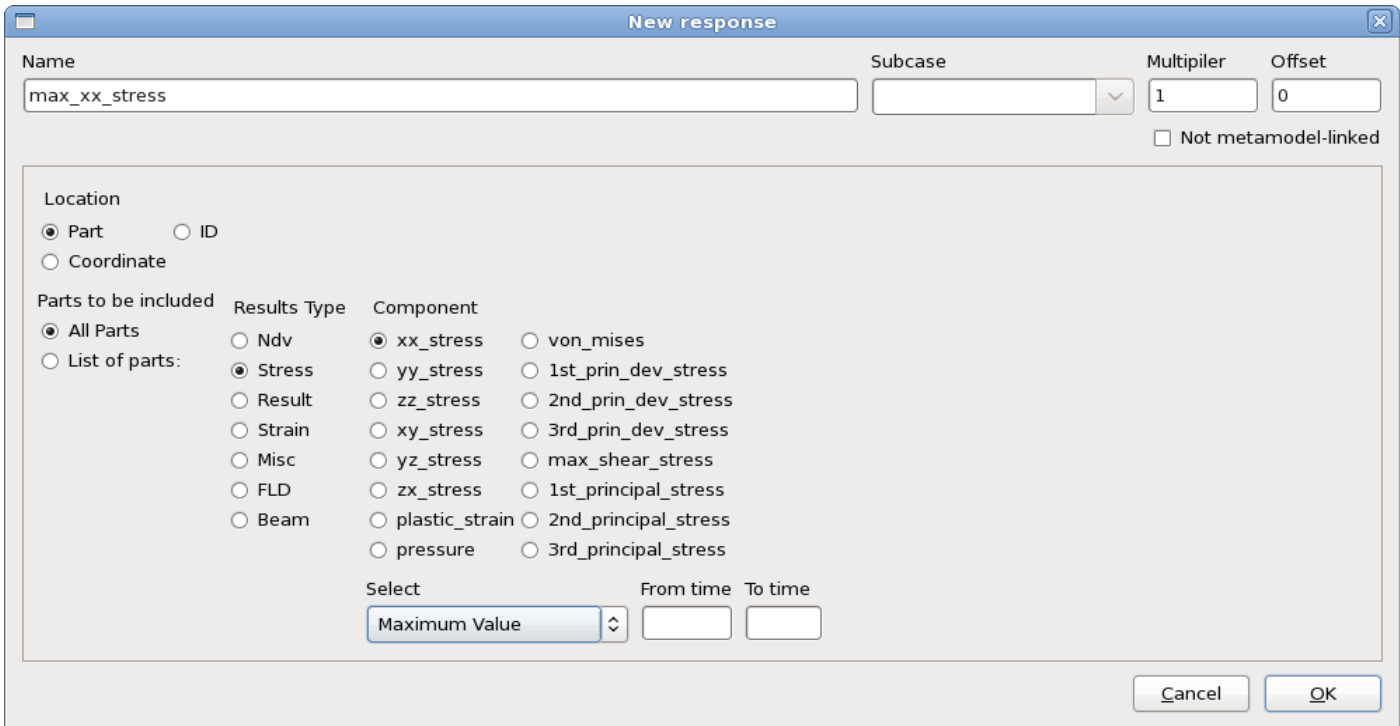 New response
Name Subcase Multipiler Offset
max_xx_stress 1 0
Not metamodel-linked
Location
Part ID
Coordinate
Parts to be included Results Type Component
All Parts Ndv xx_stress von_mises
List of parts: Stress yy_stress 1st_prin_dev_stress
Result zz_stress 2nd_prin_dev_stress
Strain xy_stress 3rd_prin_dev_stress
Misc yz_stress max_shear_stress
FLD zx_stress 1st_principal_stress
Beam plastic_strain 2nd_principal_stress
pressure 3rd_principal_stress
Select From time To time
Maximum Value
Cancel OK